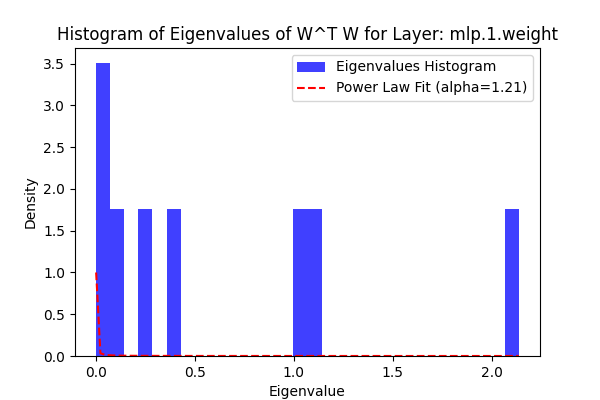 Histogram of Eigenvalues of W^T W for Layer: mlp.1.weight
Eigenvalues Histogram
Power Law Fit (alpha=1.21)
Density
3.5
3.0
2.5
2.0
1.5
1.0
0.5
0.0
0.0 0.5 1.0 1.5 2.0
Eigenvalue